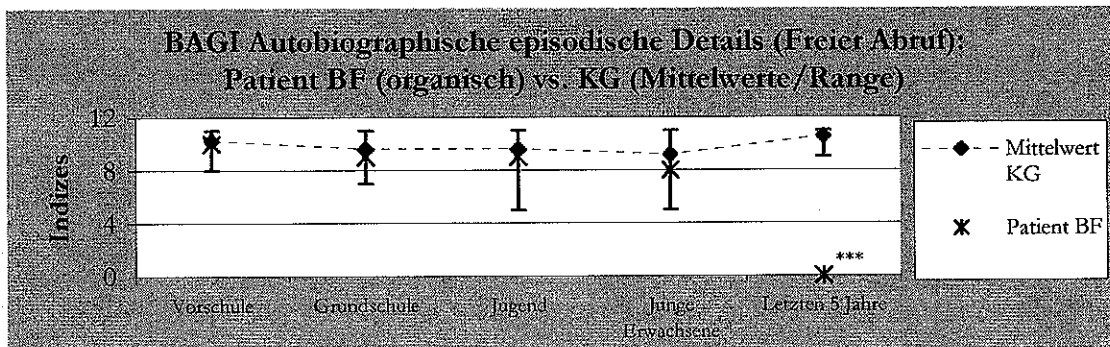 BAGI Autobiographische episodische Details (Freier Abruf):
Patient BF (organisch) vs. KG (Mittelwerte/Range)
Indizes
12
8
4
0
***
Vorschule
Grundschule
Jugend
Junge
Erwachsene
Letzten 5 Jahre
Mittelwert
KG
Patient BF